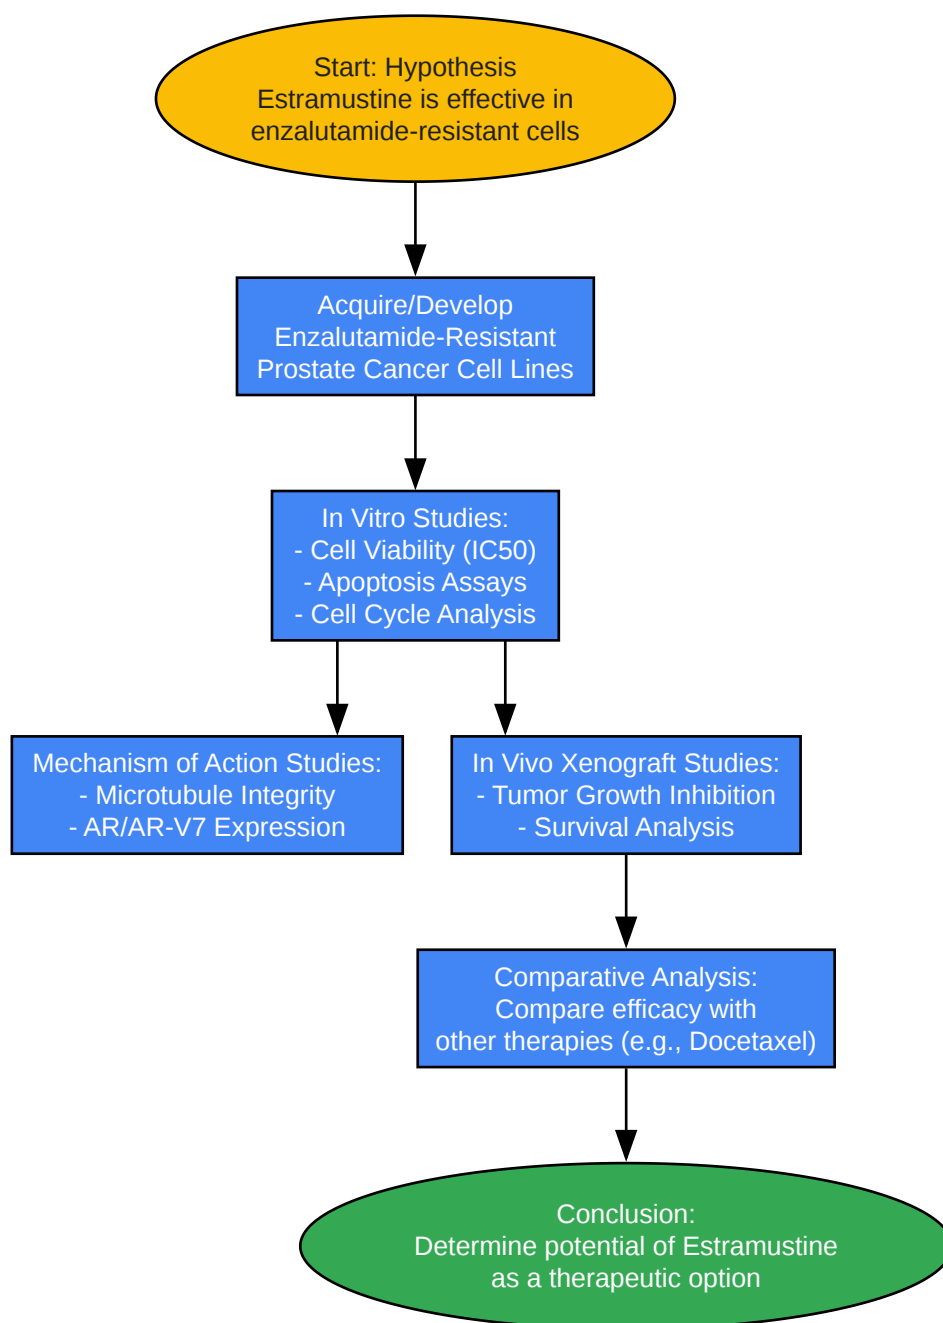 Start: Hypothesis
Estramustine is effective in
enzalutamide-resistant cells
Acquire/Develop
Enzalutamide-Resistant
Prostate Cancer Cell Lines
In Vitro Studies:
- Cell Viability (IC50)
- Apoptosis Assays
- Cell Cycle Analysis
Mechanism of Action Studies:
- Microtubule Integrity
- AR/AR-V7 Expression
In Vivo Xenograft Studies:
- Tumor Growth Inhibition
- Survival Analysis
Comparative Analysis:
Compare efficacy with
other therapies (e.g., Docetaxel)
Conclusion:
Determine potential of Estramustine
as a therapeutic option